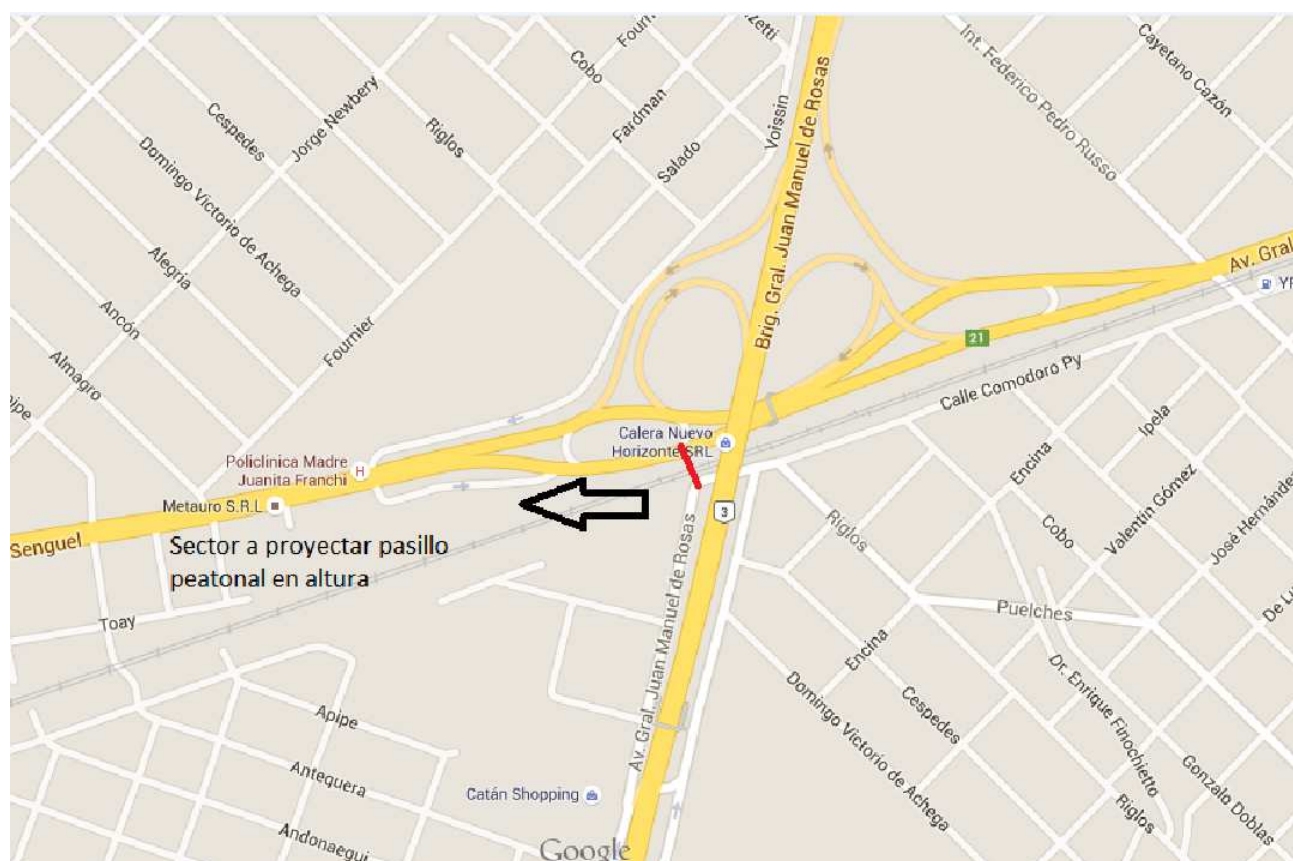 Fournier
Cobo
Fardman
Salado
Voissin
Riglos
Jorge Newbery
Cespedes
Domingo Victorio de Achega
Alegría
Ancón
Almagro
Fournier
Int. Federico Pedro Russo
Cayetano Cazón
Brig. Gral. Juan Manuel de Rosas
Av. Gral
21
Calle Comodoro Py
Calera Nuevo
Horizonte SRL
Policlinica Madre
Juanita Franchi
Metauro S.R.L
Senguel
Sector a proyectar pasillo
peatonal en altura
3
Av. Gral. Juan Manuel de Rosas
Toay
Apipe
Antequera
Andonaegui
Catán Shopping
Google
Riglos
Encina
Ipela
Cobo
Valentín Gómez
José Hernández
Puelches
Encina
Cespedes
Domingo Victorio de Achega
Dr. Enrique Finochietto
Gonzalo Doblas
Riglos